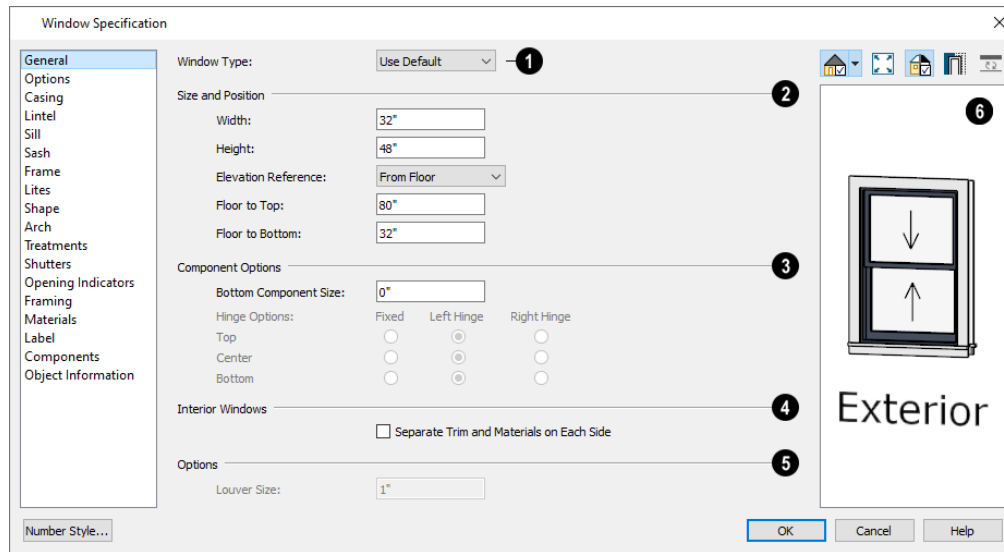 Window Specification
General
Options
Casing
Lintel
Sill
Sash
Frame
Lites
Shape
Arch
Treatments
Shutters
Opening Indicators
Framing
Materials
Label
Components
Object Information
Number Style...
Window Type: Use Default 1
Size and Position 2
Width: 32"
Height: 48"
Elevation Reference: From Floor
Floor to Top: 80"
Floor to Bottom: 32"
Component Options 3
Bottom Component Size: 0"
Hinge Options: Fixed Left Hinge Right Hinge
Top
Center
Bottom
Interior Windows 4
Separate Trim and Materials on Each Side
Options 5
Louver Size: 1"
6
Exterior
OK Cancel Help